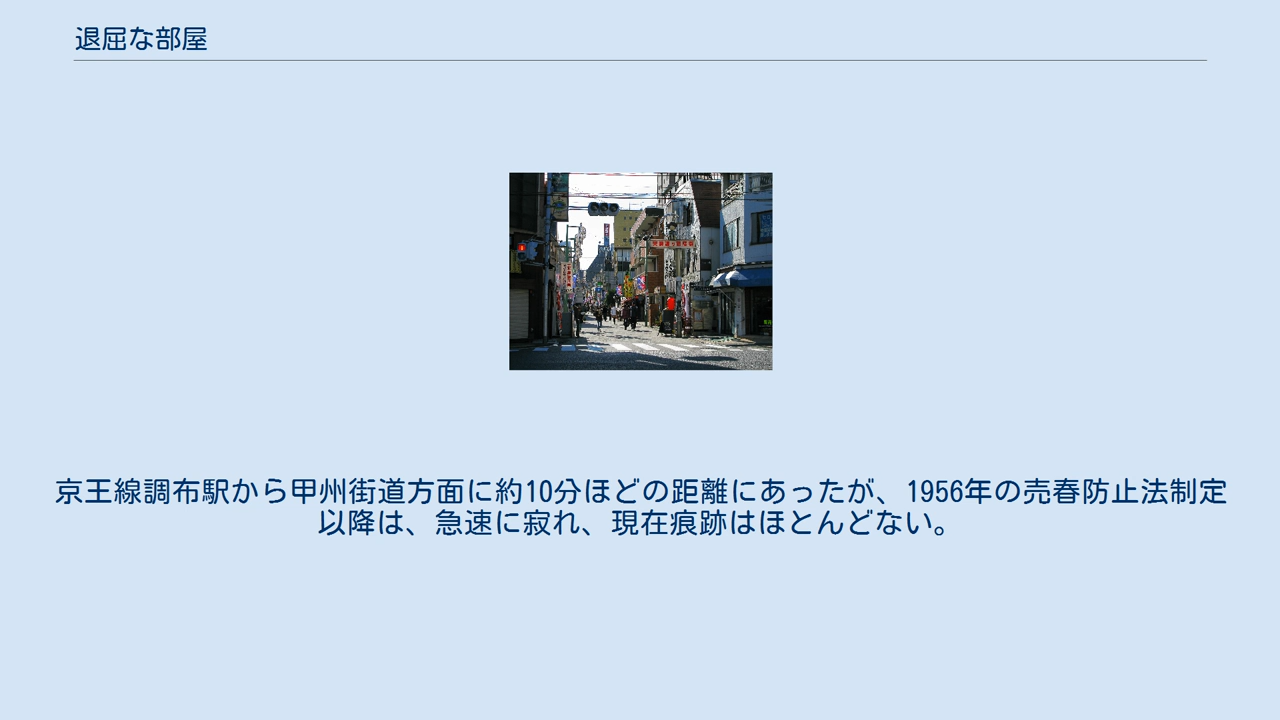 退屈な部屋
京王線調布駅から甲州街道方面に約10分ほどの距離にあったが、1956年の売春防止法制定
以降は、急速に寂れ、現在痕跡はほとんどない。